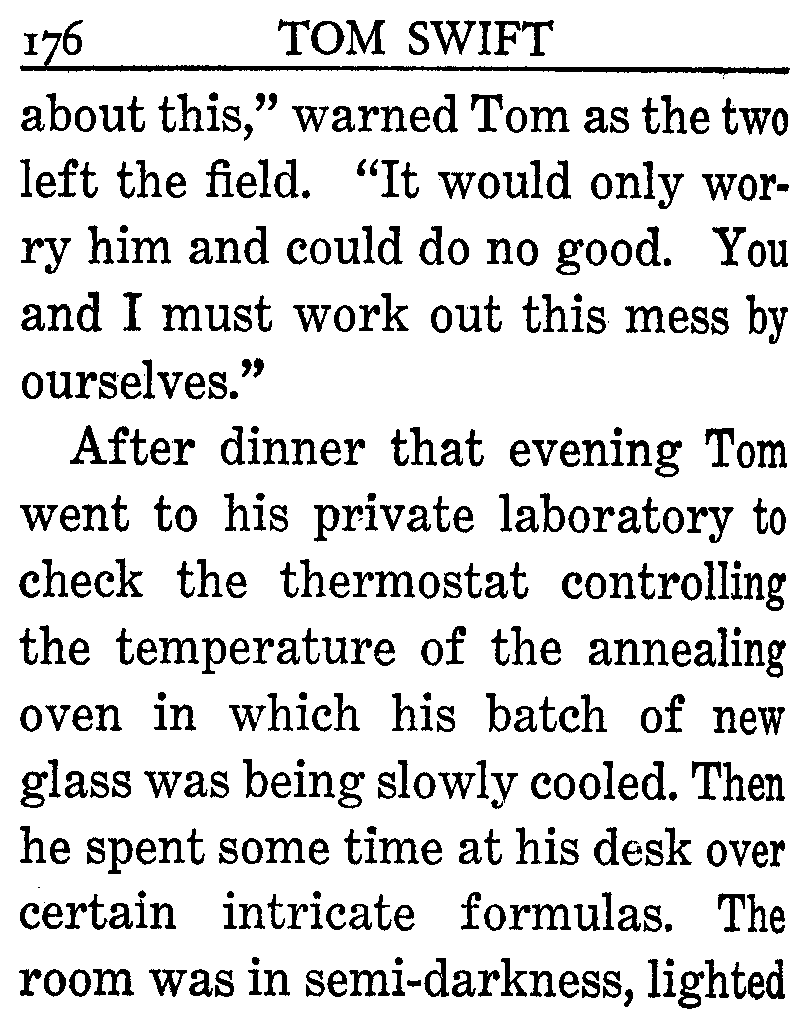 176 TOM SWIFT
about this,” warned Tom as the two
left the field. “It would only wor-
ry him and could do no good. You
and I must work out this mess by
ourselves.”
After dinner that evening Tom
went to his private laboratory to
check the thermostat controlling
the temperature of the annealing
oven in which his batch of new
glass was being slowly cooled. Then
he spent some time at his desk over
certain intricate formulas. The
room was in semi-darkness, lighted